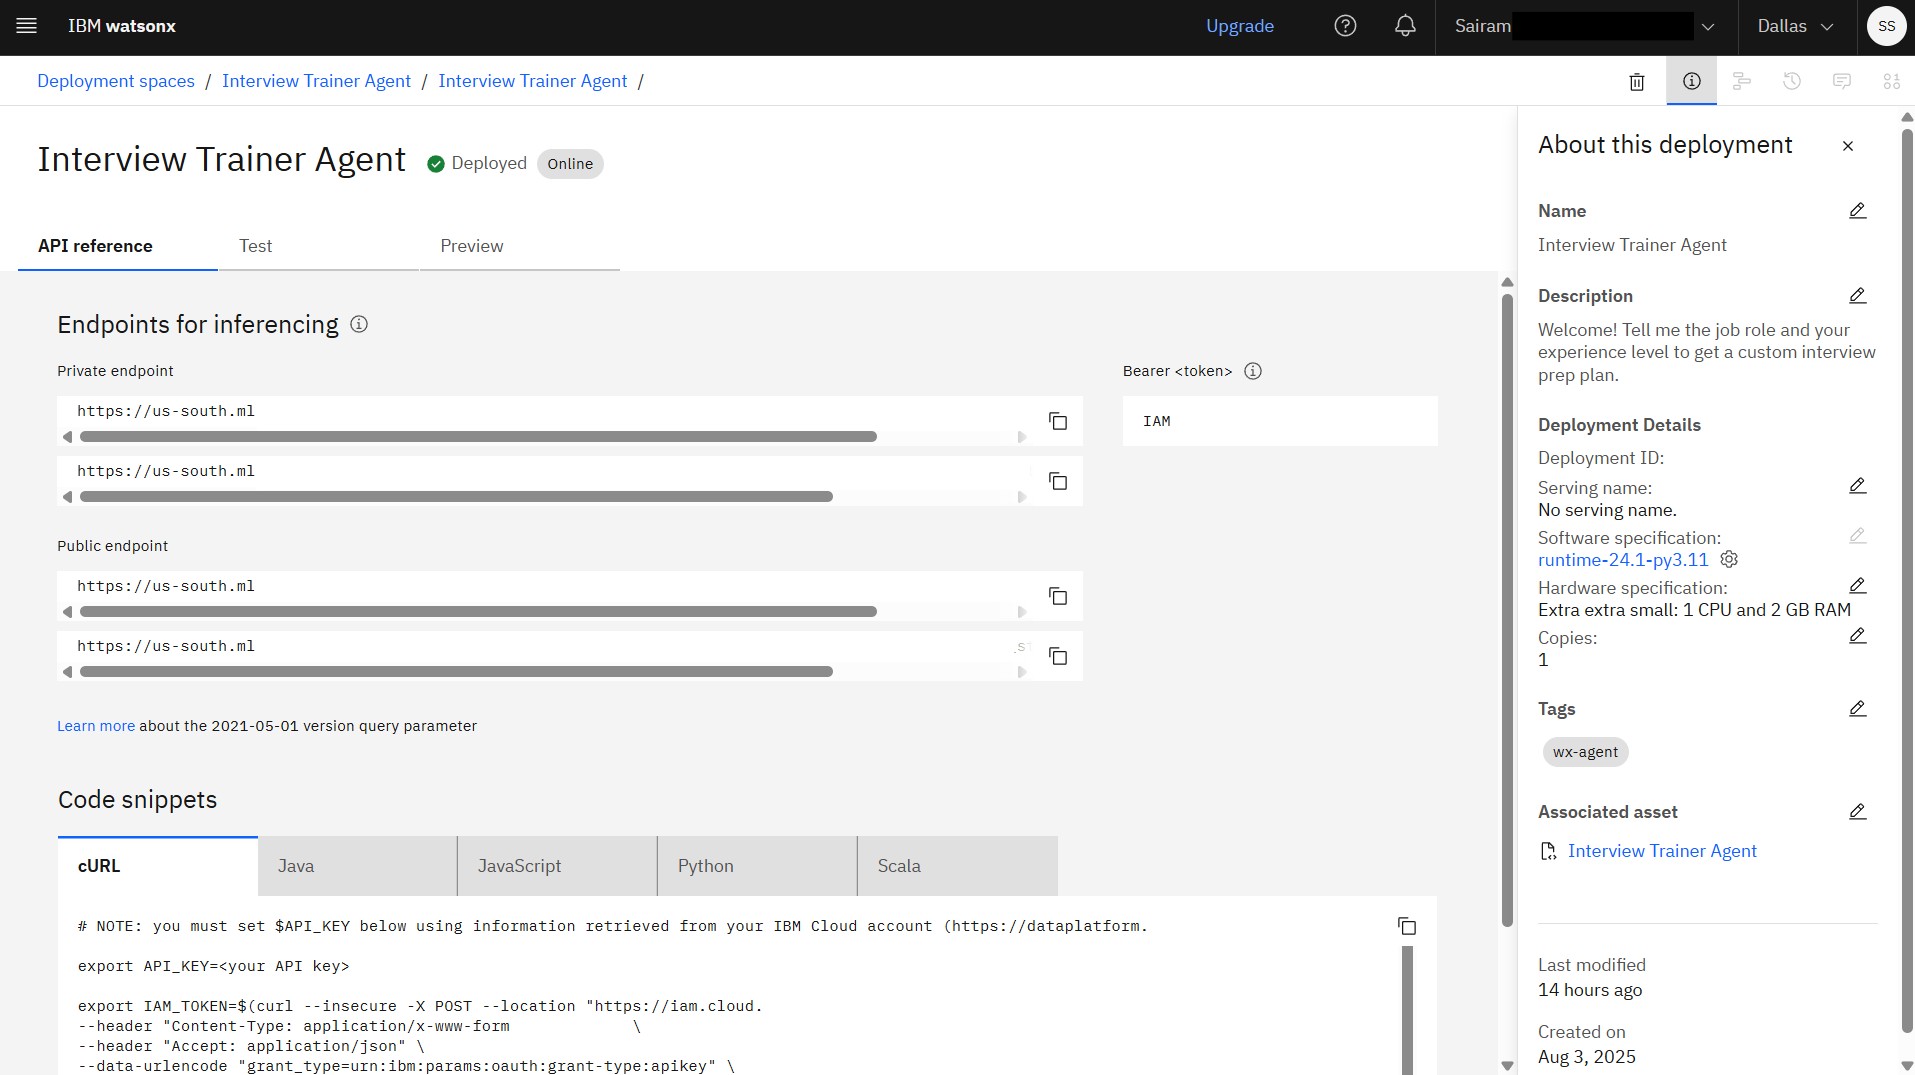 IBM watsonx
Upgrade
Sairam
Dallas
SS
Deployment spaces / Interview Trainer Agent / Interview Trainer Agent /
Interview Trainer Agent
Deployed
Online
API reference
Test
Preview
Endpoints for inferencing
Private endpoint
https://us-south.ml
https://us-south.ml
Bearer <token>
IAM
Public endpoint
https://us-south.ml
https://us-south.ml
Learn more about the 2021-05-01 version query parameter
Code snippets
cURL
Java
JavaScript
Python
Scala
# NOTE: you must set $API_KEY below using information retrieved from your IBM Cloud account (https://dataplatform.
export API_KEY=<your API key>
export IAM_TOKEN=$(curl --insecure -X POST --location "https://iam.cloud.
--header "Content-Type: application/x-www-form \
--header "Accept: application/json" \
--data-urlencode "grant_type=urn:ibm:params:oauth:grant-type:apikey" \
About this deployment
Name
Interview Trainer Agent
Description
Welcome! Tell me the job role and your
experience level to get a custom interview
prep plan.
Deployment Details
Deployment ID:
Serving name:
No serving name.
Software specification:
runtime-24.1-py3.11
Hardware specification:
Extra extra small: 1 CPU and 2 GB RAM
Copies:
1
Tags
wx-agent
Associated asset
Interview Trainer Agent
Last modified
14 hours ago
Created on
Aug 3, 2025